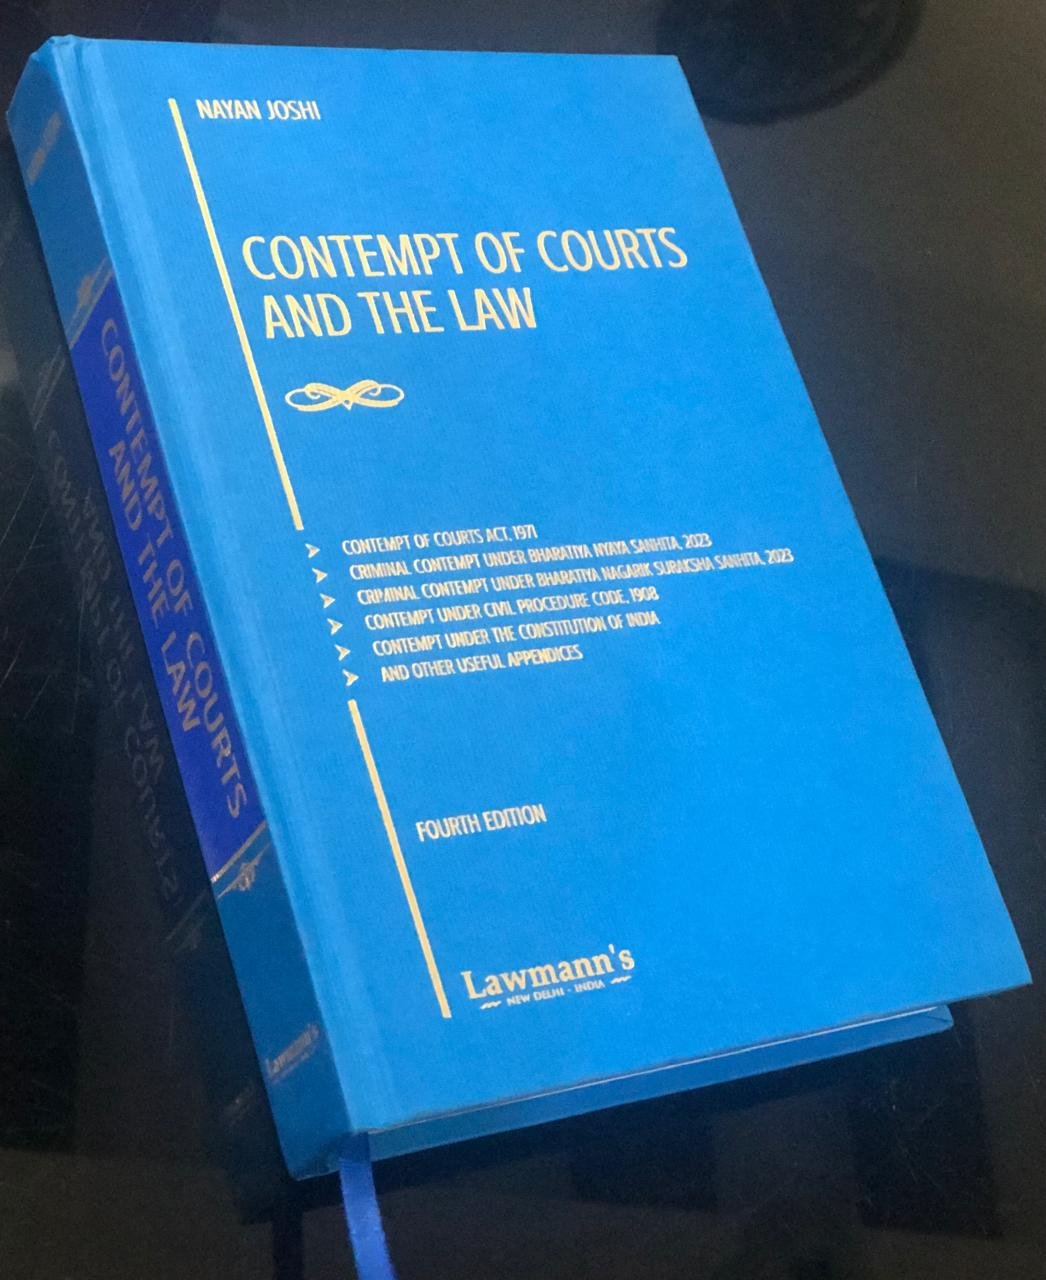 NAYAN JOSHI
CONTEMPT OF COURTS
AND THE LAW
CONTEMPT OF COURTS ACT, 1971
CRIMINAL CONTEMPT UNDER BHARATIYA NYAYA SANHITA, 2023
CRIMINAL CONTEMPT UNDER BHARATIYA NAGARIK SURAKSHA SANHITA, 2023
CONTEMPT UNDER CIVIL PROCEDURE CODE, 1908
CONTEMPT UNDER THE CONSTITUTION OF INDIA
AND OTHER USEFUL APPENDICES
FOURTH EDITION
Lawmann's
NEW DELHI - INDIA
CONTEMPT OF COURTS
AND THE LAW
Lawmann's